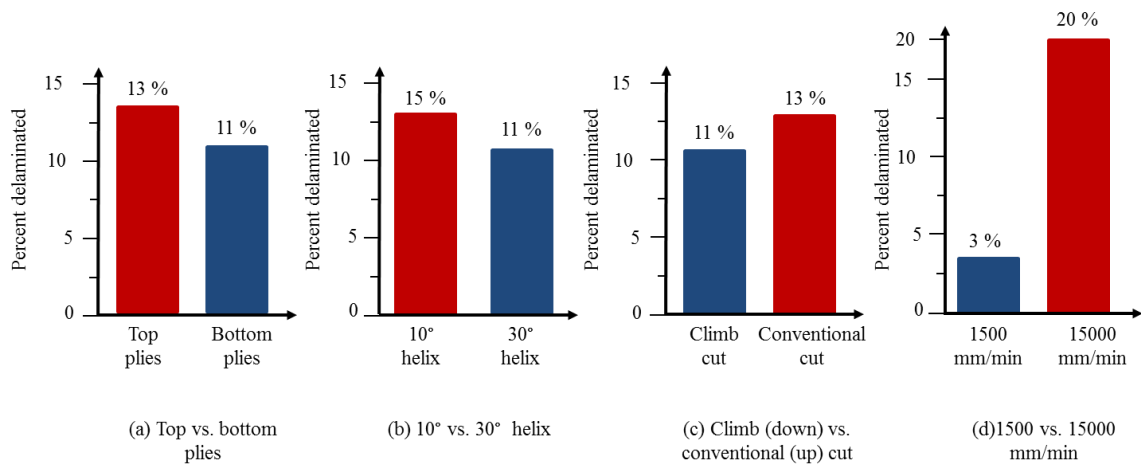 Percent delaminated
15
10
5
0
13 %
11 %
Top
plies
Bottom
plies
(a) Top vs. bottom
plies
Percent delaminated
15
10
5
0
15 %
11 %
10° 
helix
30° 
helix
(b) 10° vs. 30° helix
Percent delaminated
15
10
5
0
11 %
13 %
Climb
cut
Conventional
cut
(c) Climb (down) vs.
conventional (up) cut
Percent delaminated
20
15
10
5
0
3 %
20 %
1500
mm/min
15000
mm/min
(d)1500 vs. 15000
mm/min